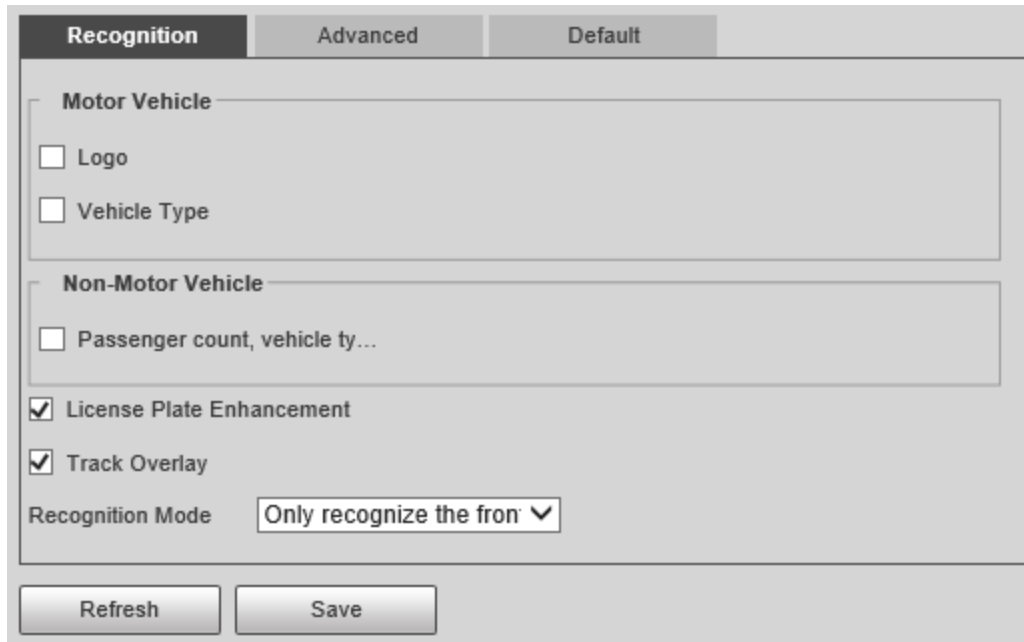 Recognition Advanced Default
Motor Vehicle
Logo
Vehicle Type
Non-Motor Vehicle
Passenger count, vehicle ty...
License Plate Enhancement
Track Overlay
Recognition Mode Only recognize the fron
Refresh Save